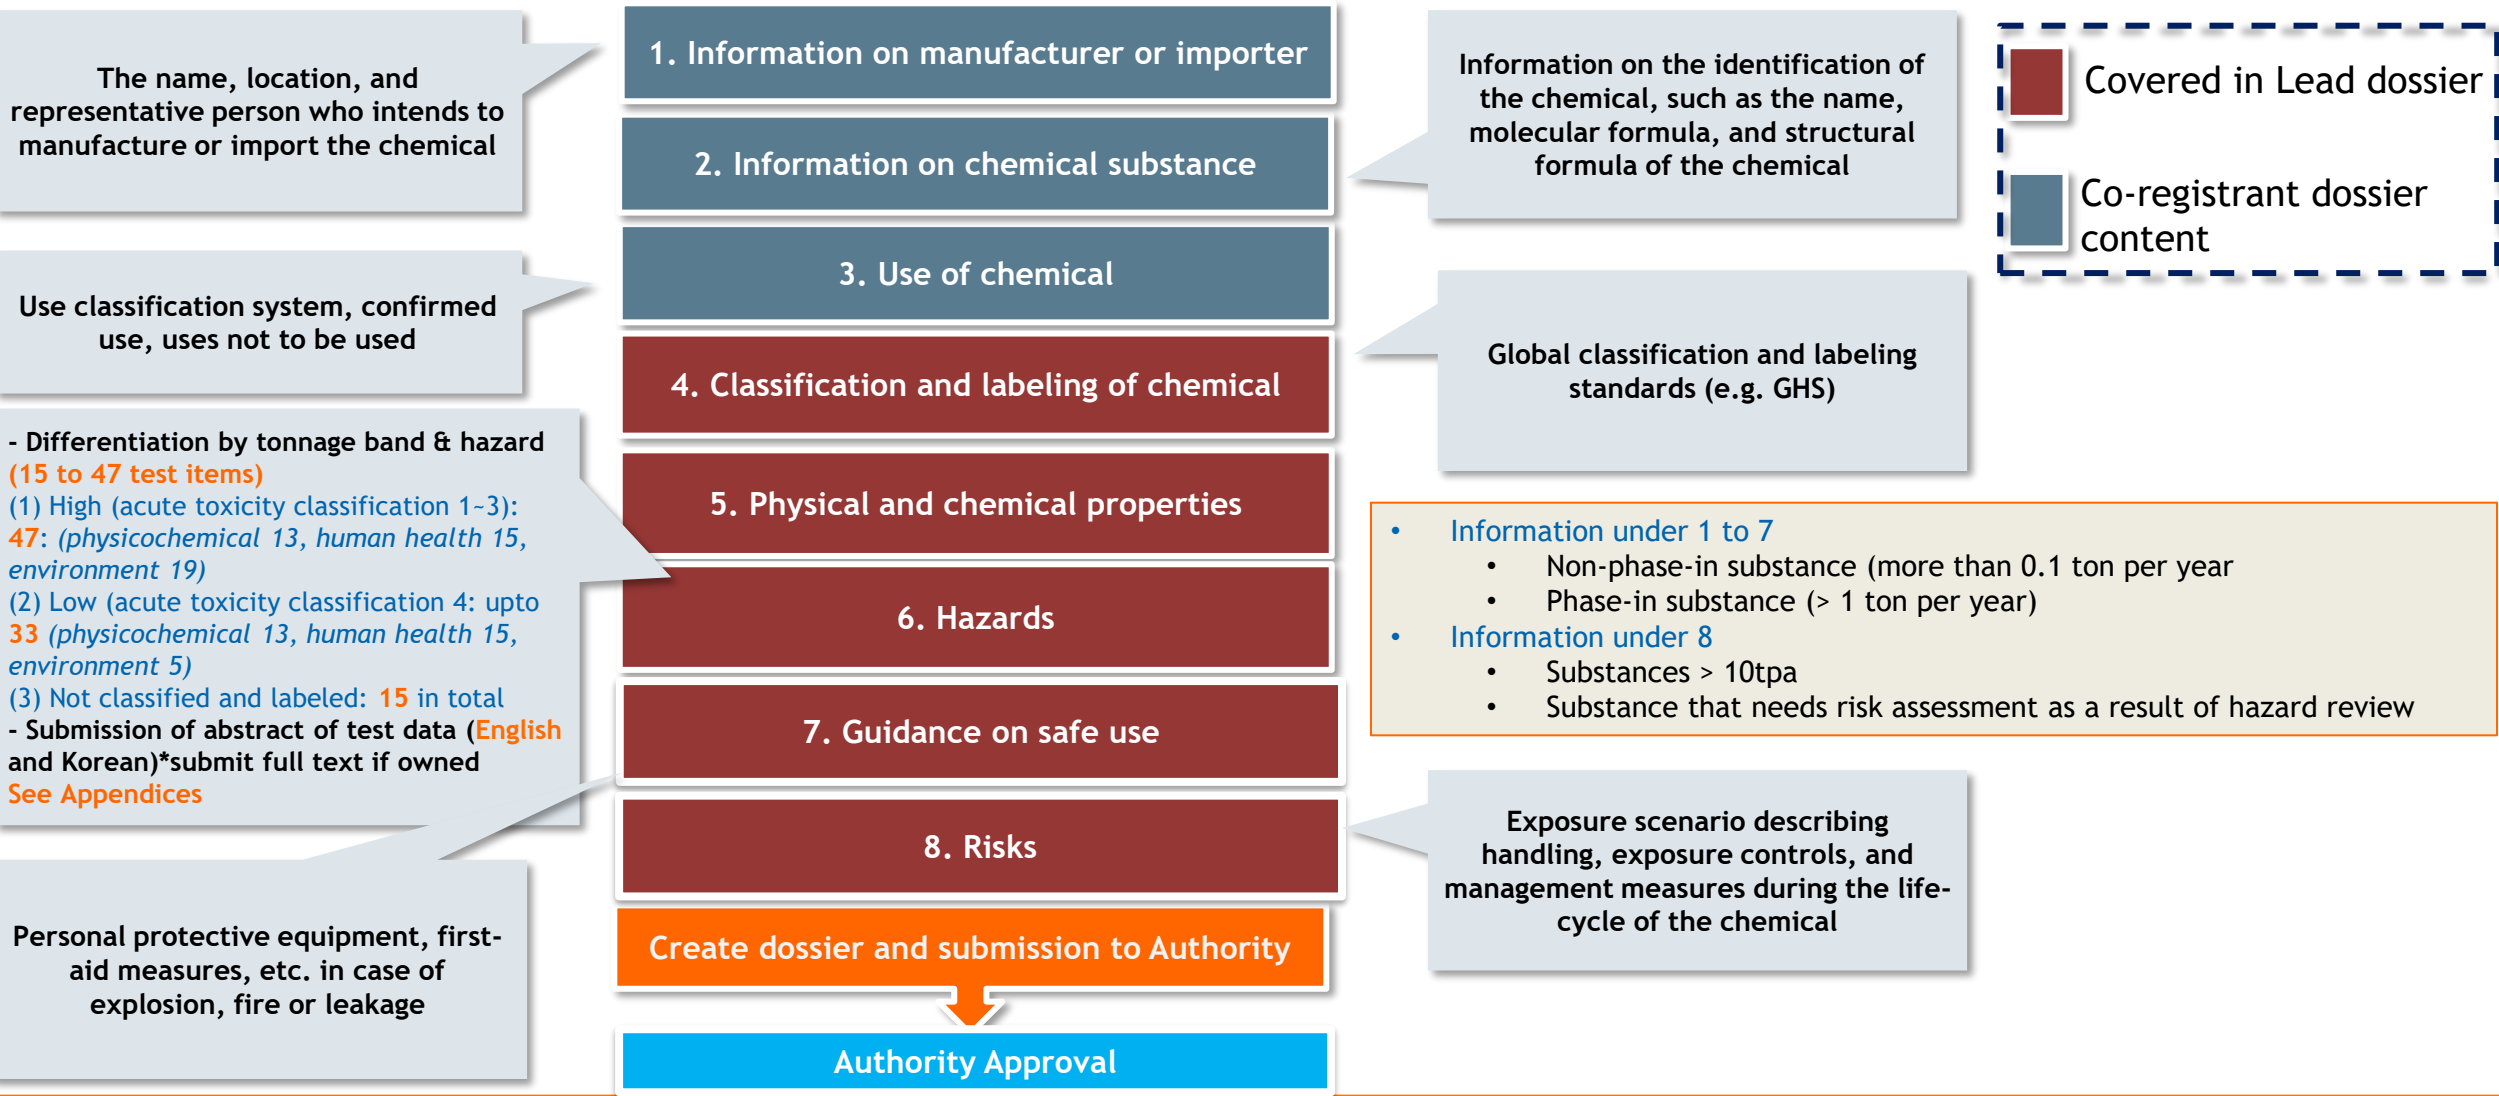 The name, location, and
representative person who intends to
manufacture or import the chemical
1. Information on manufacturer or importer
2. Information on chemical substance
Information on the identification of
the chemical, such as the name,
molecular formula, and structural
formula of the chemical
Covered in Lead dossier
Co-registrant dossier
content
Use classification system, confirmed
use, uses not to be used
3. Use of chemical
4. Classification and labeling of chemical
Global classification and labeling
standards (e.g. GHS)
- Differentiation by tonnage band & hazard
(15 to 47 test items)
(1) High (acute toxicity classification 1~3):
47: (physicochemical 13, human health 15,
environment 19)
(2) Low (acute toxicity classification 4: upto
33 (physicochemical 13, human health 15,
environment 5)
(3) Not classified and labeled: 15 in total
- Submission of abstract of test data (English
and Korean)*submit full text if owned
See Appendices
5. Physical and chemical properties
6. Hazards
• Information under 1 to 7
• Non-phase-in substance (more than 0.1 ton per year
• Phase-in substance (> 1 ton per year)
• Information under 8
• Substances > 10tpa
• Substance that needs risk assessment as a result of hazard review
7. Guidance on safe use
8. Risks
Exposure scenario describing
handling, exposure controls, and
management measures during the life-
cycle of the chemical
Personal protective equipment, first-
aid measures, etc. in case of
explosion, fire or leakage
Create dossier and submission to Authority
Authority Approval